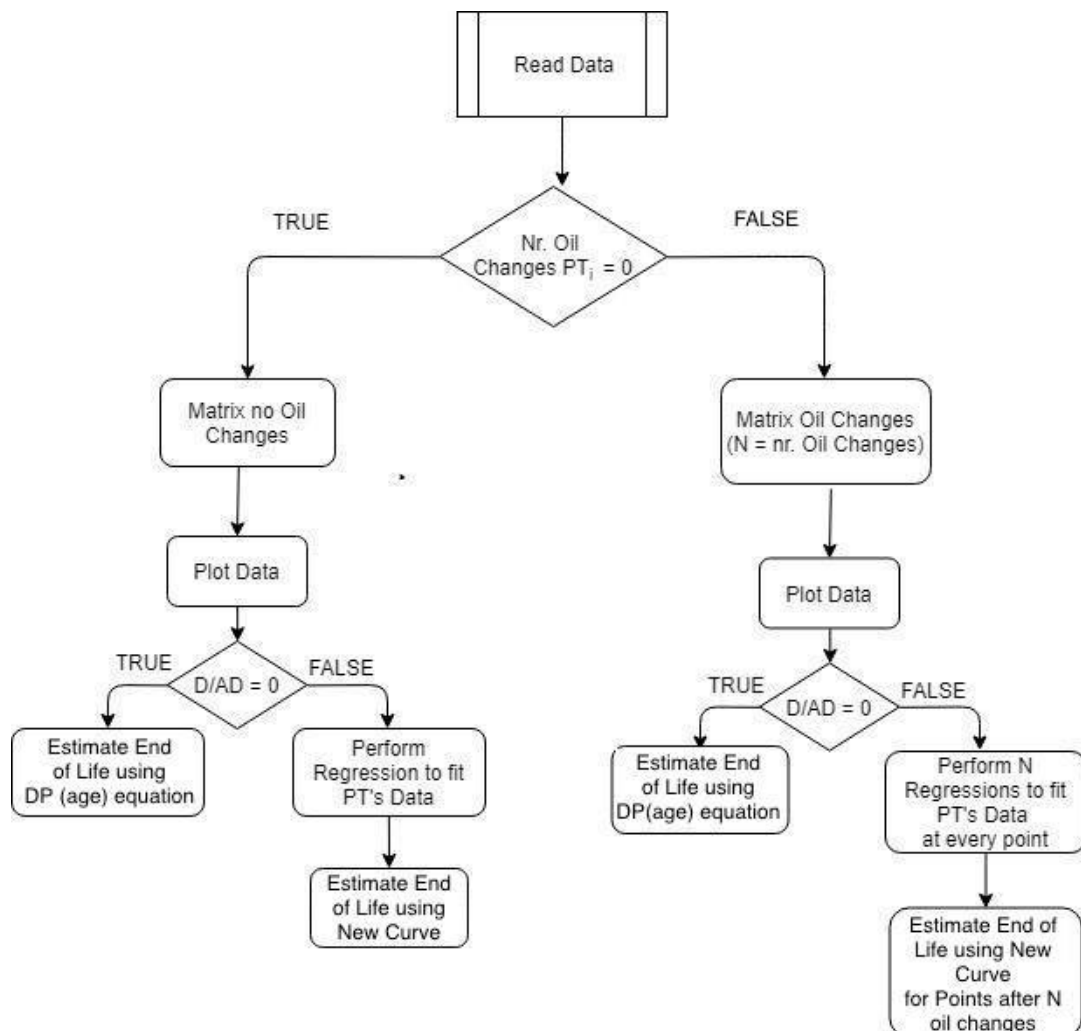 Read Data
TRUE
FALSE
Nr. Oil
Changes PTi = 0
Matrix no Oil
Changes
Matrix Oil Changes
(N = nr. Oil Changes)
Plot Data
Plot Data
TRUE
FALSE
D/AD = 0
TRUE
FALSE
D/AD = 0
Estimate End
of Life using
DP (age) equation
Perform
Regression to fit
PT's Data
Estimate End
of Life using
New Curve
Estimate End
of Life using
DP(age) equation
Perform N
Regressions to fit
PT's Data
at every point
Estimate End of
Life using New
Curve
for Points after N
oil changes